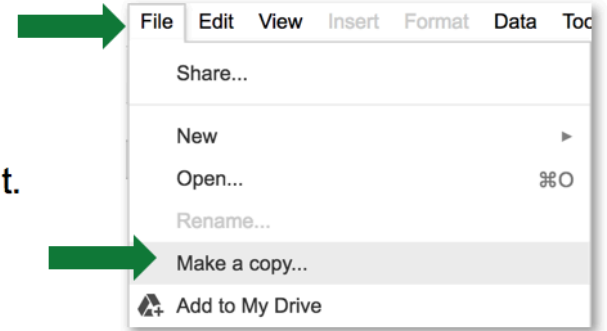 File Edit View Insert Format Data Too
Share...
New
Open... ⌘O
t.
Rename...
Make a copy...
Add to My Drive